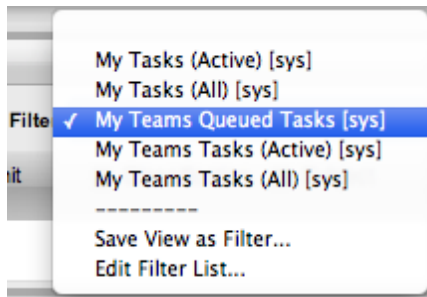 My Tasks (Active) [sys]
My Tasks (All) [sys]
Filte ✓ My Teams Queued Tasks [sys]
My Teams Tasks (Active) [sys]
it My Teams Tasks (All) [sys]
---------
Save View as Filter...
Edit Filter List...